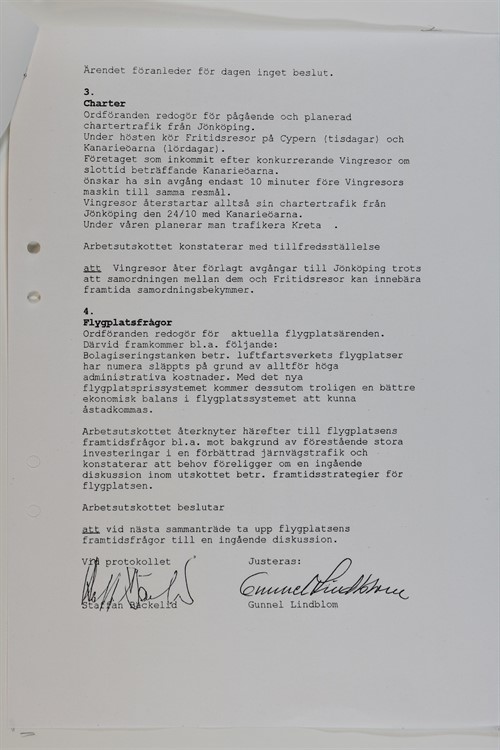 Ärendet föranleder för dagen inget beslut.
3.
Charter
Ordföranden redogör för pågående och planerad
chartertrafik från Jönköping.
Under hösten kör Fritidsresor på Cypern (tisdagar) och
Kanarieöarna (lördagar).
Företaget som inkommit efter konkurrerande Vingresor om
slottid beträffande Kanarieöarna.
önskar ha sin avgång endast 10 minuter före Vingresors
maskin till samma resmål.
Vingresor återstartar alltså sin chartertrafik från
Jönköping den 24/10 med Kanarieöarna.
Under våren planerar man trafikera Kreta .
Arbetsutskottet konstaterar med tillfredsställelse
att Vingresor åter förlagt avgångar till Jönköping trots
att samordningen mellan dem och Fritidsresor kan innebära
framtida samordningsbekymmer.
4.
Flygplatsfrågor
Ordföranden redogör för aktuella flygplatsärenden.
Därvid framkommer bl.a. följande:
Bolagiseringstanken betr. luftfartsverkets flygplatser
har numera släppts på grund av alltför höga
administrativa kostnader. Med det nya
flygplatsprissystemet kommer dessutom troligen en bättre
ekonomisk balans i flygplatssystemet att kunna
åstadkommas.
Arbetsutskottet återknyter härefter till flygplatsens
framtidsfrågor bl.a. mot bakgrund av förestående stora
investeringar i en förbättrad järnvägstrafik och
konstaterar att behov föreligger om en ingående
diskussion inom utskottet betr. framtidsstrategier för
flygplatsen.
Arbetsutskottet beslutar
att vid nästa sammanträde ta upp flygplatsens
framtidsfrågor till en ingående diskussion.
Vid protokollet Justeras:
Gunnel Lindblom
Staffan Bäckelid Gunnel Lindblom